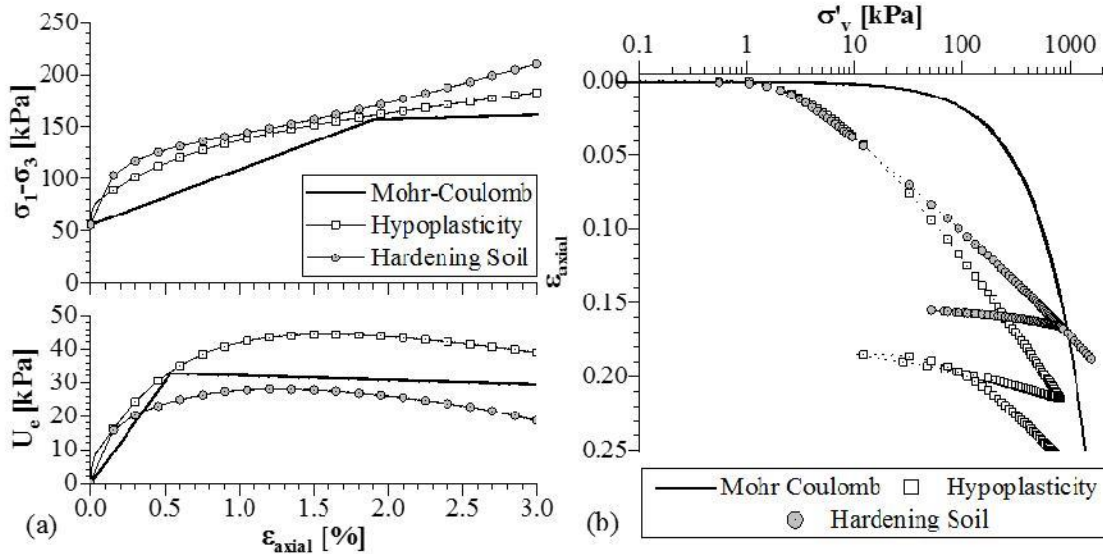 250
200
150
100
50
0
σ1-σ3 [kPa]
Mohr-Coulomb
Hypoplasticity
Hardening Soil
50
40
30
20
10
0
Ue [kPa]
0.0 0.5 1.0 1.5 2.0 2.5 3.0
(a) εaxial [%]
σ'v [kPa]
0.1 1 10 100 1000
0.00
0.05
0.10
0.15
0.20
0.25
εaxial
(b)
Mohr Coulomb Hypoplasticity
Hardening Soil